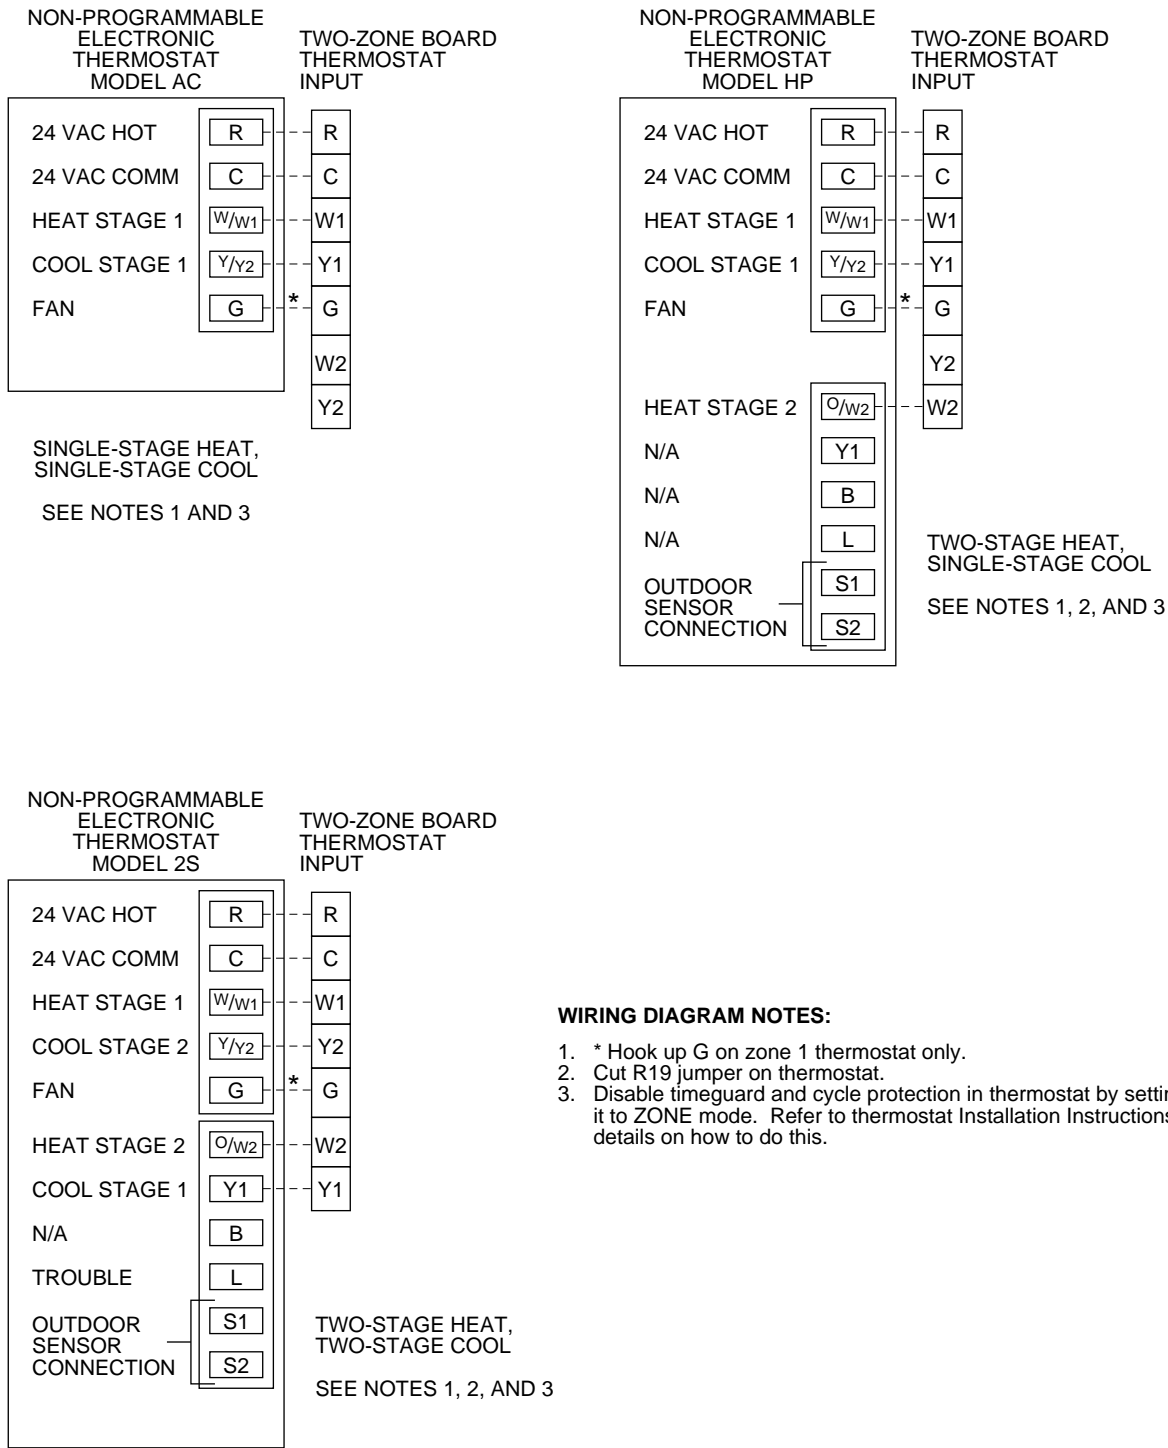 NON-PROGRAMMABLE
ELECTRONIC
THERMOSTAT
MODEL AC
TWO-ZONE BOARD
THERMOSTAT
INPUT
24 VAC HOT R R
24 VAC COMM C C
HEAT STAGE 1 W/W1 W1
COOL STAGE 1 Y/Y2 Y1
FAN G * G
W2
Y2
SINGLE-STAGE HEAT,
SINGLE-STAGE COOL
SEE NOTES 1 AND 3
NON-PROGRAMMABLE
ELECTRONIC
THERMOSTAT
MODEL HP
TWO-ZONE BOARD
THERMOSTAT
INPUT
24 VAC HOT R R
24 VAC COMM C C
HEAT STAGE 1 W/W1 W1
COOL STAGE 1 Y/Y2 Y1
FAN G * G
Y2
HEAT STAGE 2 O/W2 W2
N/A Y1
N/A B
N/A L
OUTDOOR
SENSOR
CONNECTION
S1
S2
TWO-STAGE HEAT,
SINGLE-STAGE COOL
SEE NOTES 1, 2, AND 3
NON-PROGRAMMABLE
ELECTRONIC
THERMOSTAT
MODEL 2S
TWO-ZONE BOARD
THERMOSTAT
INPUT
24 VAC HOT R R
24 VAC COMM C C
HEAT STAGE 1 W/W1 W1
COOL STAGE 2 Y/Y2 Y2
FAN G * G
HEAT STAGE 2 O/W2 W2
COOL STAGE 1 Y1 Y1
N/A B
TROUBLE L
OUTDOOR
SENSOR
CONNECTION
S1
S2
TWO-STAGE HEAT,
TWO-STAGE COOL
SEE NOTES 1, 2, AND 3
WIRING DIAGRAM NOTES:
1. * Hook up G on zone 1 thermostat only.
2. Cut R19 jumper on thermostat.
3. Disable timeguard and cycle protection in thermostat by
it to ZONE mode. Refer to thermostat Installation
details on how to do this.